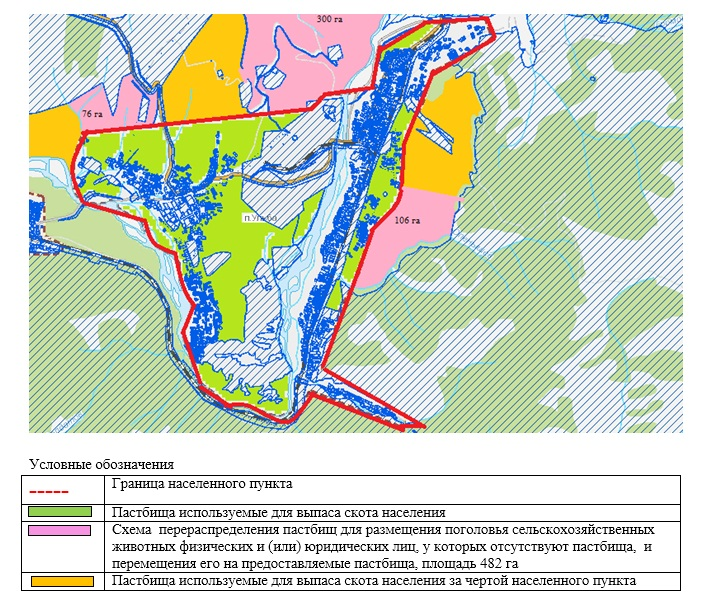 300 га
76 га
п.Ульба
106 га
Условные обозначения
Граница населенного пункта
Пастбища используемые для выпаса скота населения
Схема перераспределения пастбищ для размещения поголовья сельскохозяйственных
животных физических и (или) юридических лиц, у которых отсутствуют пастбища, и
перемещения его на предоставляемые пастбища, площадь 482 га
Пастбища используемые для выпаса скота населения за чертой населенного пункта